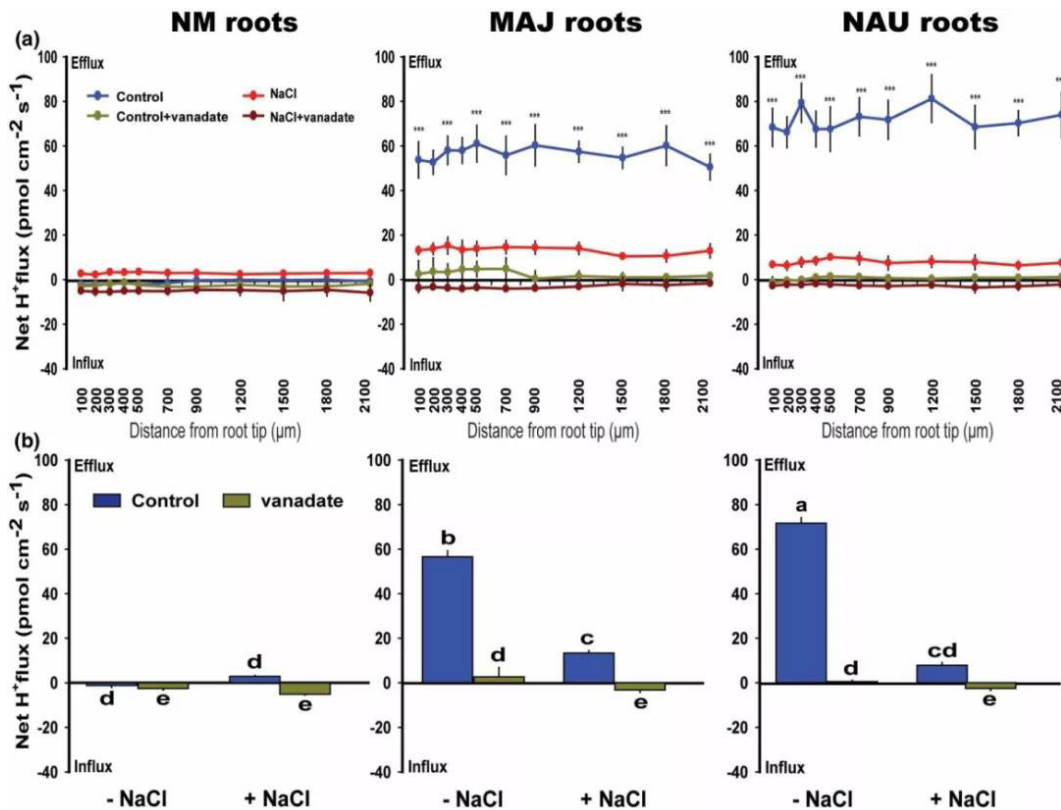 NM roots MAJ roots NAU roots
(a)
100 Efflux 100 Efflux 100 Efflux
*** *** *** *** *** *** *** *** *** *** *** *** *** *** ***
80 80 80
Control NaCl
Control+vanadate NaCl+vanadate
60 60 60
40 40 40
20 20 20
0 0 0
-20 -20 -20
-40 Influx -40 Influx -40 Influx
Net H+flux (pmol cm-2 s-1)
100 200 300 400 500 700 900 1200 1500 1800 2100 100 200 300 400 500 700 900 1200 1500 1800 2100 100 200 300 400 500 700 900 1200 1500 1800 2100
Distance from root tip (µm) Distance from root tip (µm) Distance from root tip (µm)
(b)
100 Efflux 100 Efflux 100 Efflux
Control vanadate
80 80 80
a
60 b 60 60
40 40 40
20 20 20
d d c d cd
0 0 0
d e e e e
-20 -20 -20
-40 Influx -40 Influx -40 Influx
Net H+flux (pmol cm-2 s-1)
- NaCl + NaCl - NaCl + NaCl - NaCl + NaCl